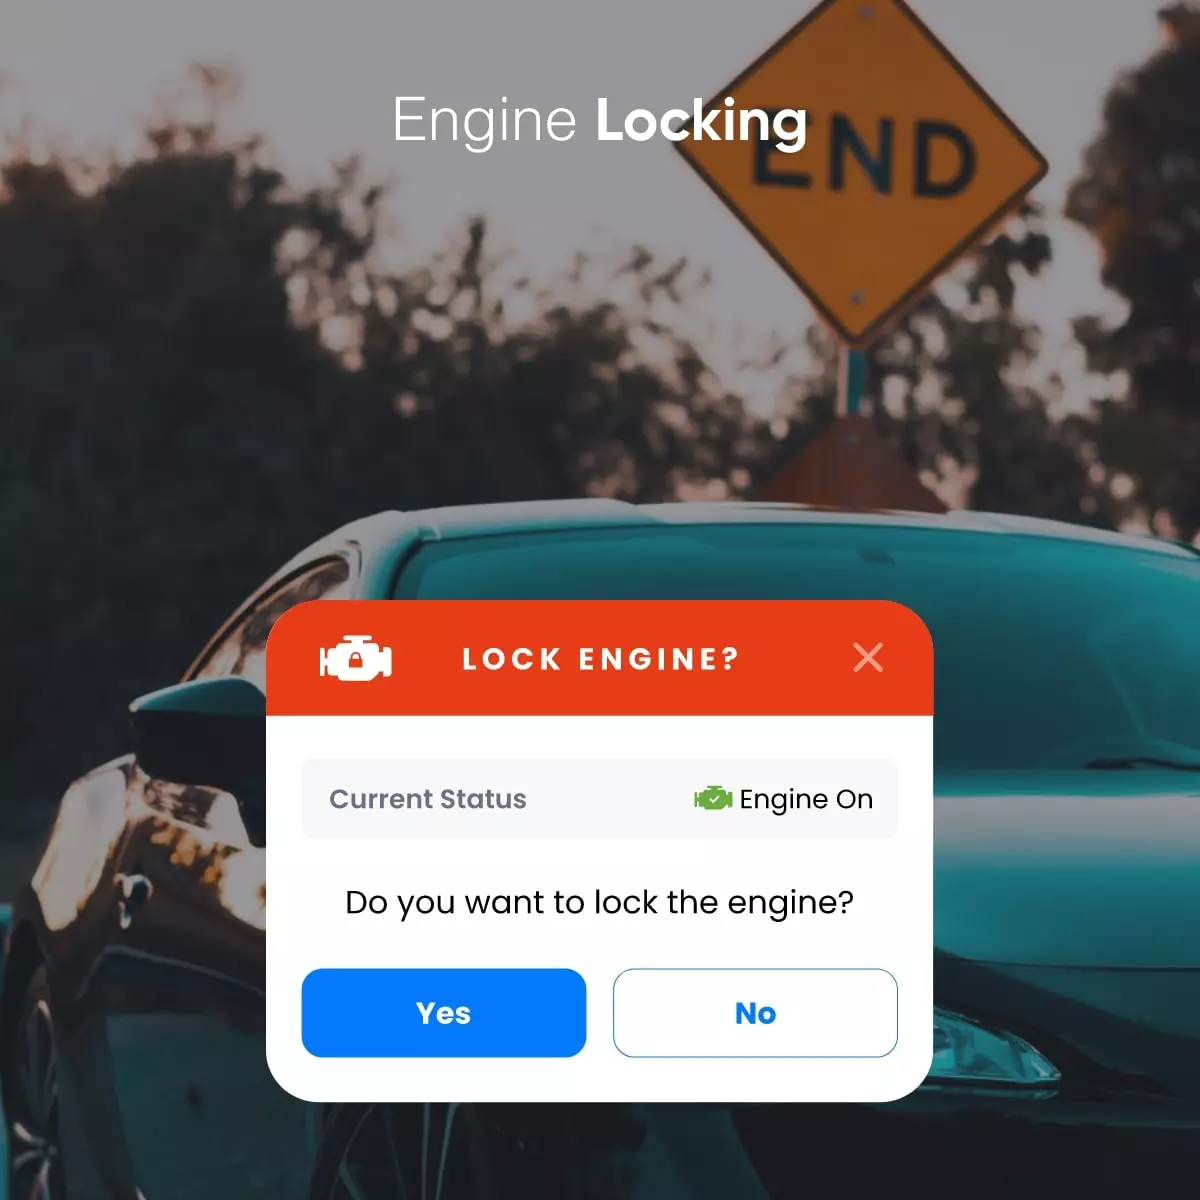 Engine Locking
END
LOCK ENGINE?
Current Status
Engine On
Do you want to lock the engine?
Yes
No